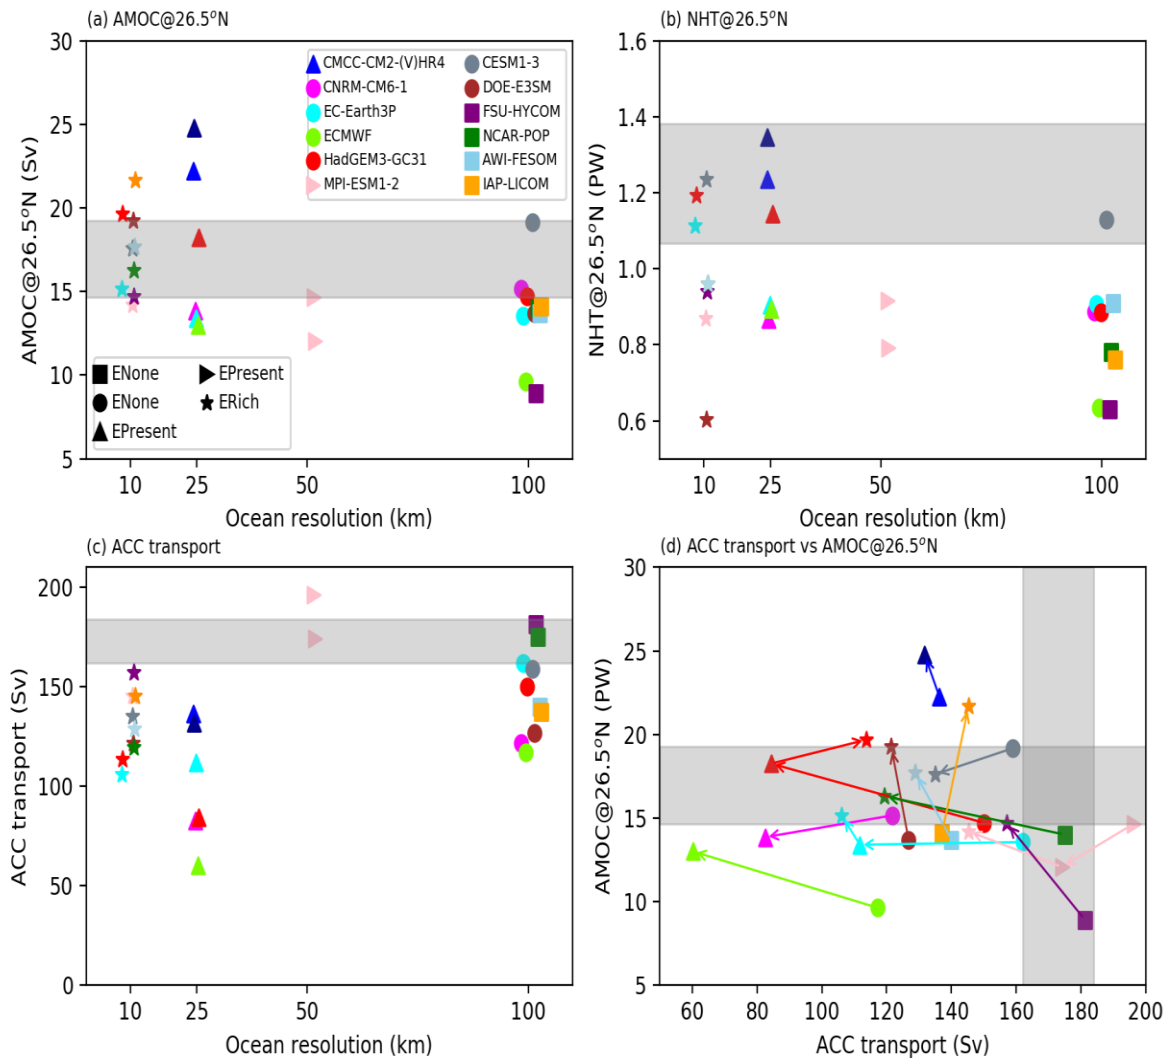 (a) AMOC@26.5°N
AMOC@26.5°N (Sv)
30
25
20
15
10
5
CMCC-CM2-(V)HR4
CNRM-CM6-1
EC-Earth3P
ECMWF
HadGEM3-GC31
MPI-ESM1-2
CESM1-3
DOE-E3SM
FSU-HYCOM
NCAR-POP
AWI-FESOM
IAP-LICOM
ENone
ENone
EPresent
EPresent
ERich
10 25 50 100
Ocean resolution (km)
(b) NHT@26.5°N
NHT@26.5°N (PW)
1.6
1.4
1.2
1.0
0.8
0.6
10 25 50 100
Ocean resolution (km)
(c) ACC transport
ACC transport (Sv)
200
150
100
50
0
10 25 50 100
Ocean resolution (km)
(d) ACC transport vs AMOC@26.5°N
AMOC@26.5°N (PW)
30
25
20
15
10
5
60 80 100 120 140 160 180 200
ACC transport (Sv)